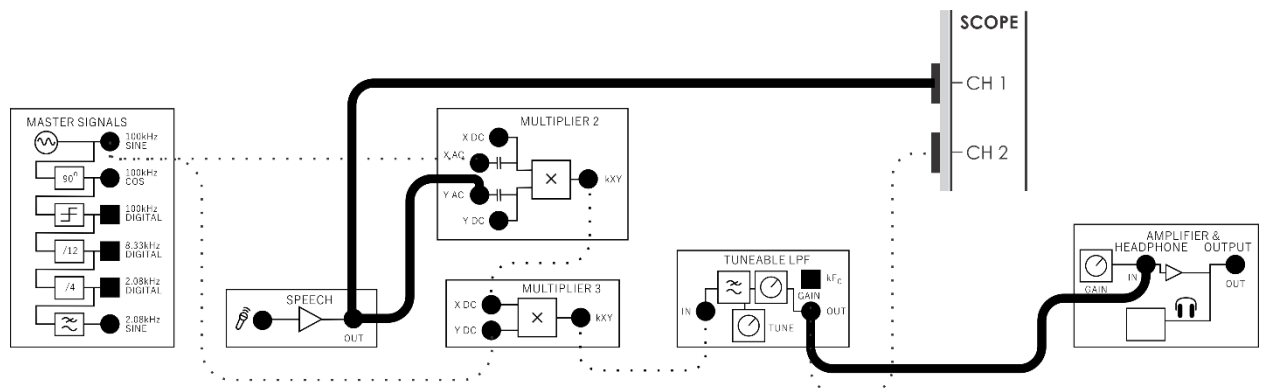 SCOPE
CH 1
CH 2
MASTER SIGNALS
100kHz
SINE
90°
100kHz
COS
100kHz
DIGITAL
/12
8.33kHz
DIGITAL
/4
2.08kHz
DIGITAL
2.08kHz
SINE
SPEECH
OUT
MULTIPLIER 2
X DC
X AC
Y AC
Y DC
×
kXY
MULTIPLIER 3
X DC
Y DC
×
kXY
TUNEABLE LPF
kFC
GAIN
IN
OUT
TUNE
AMPLIFIER &
HEADPHONE OUTPUT
GAIN
IN
OUT